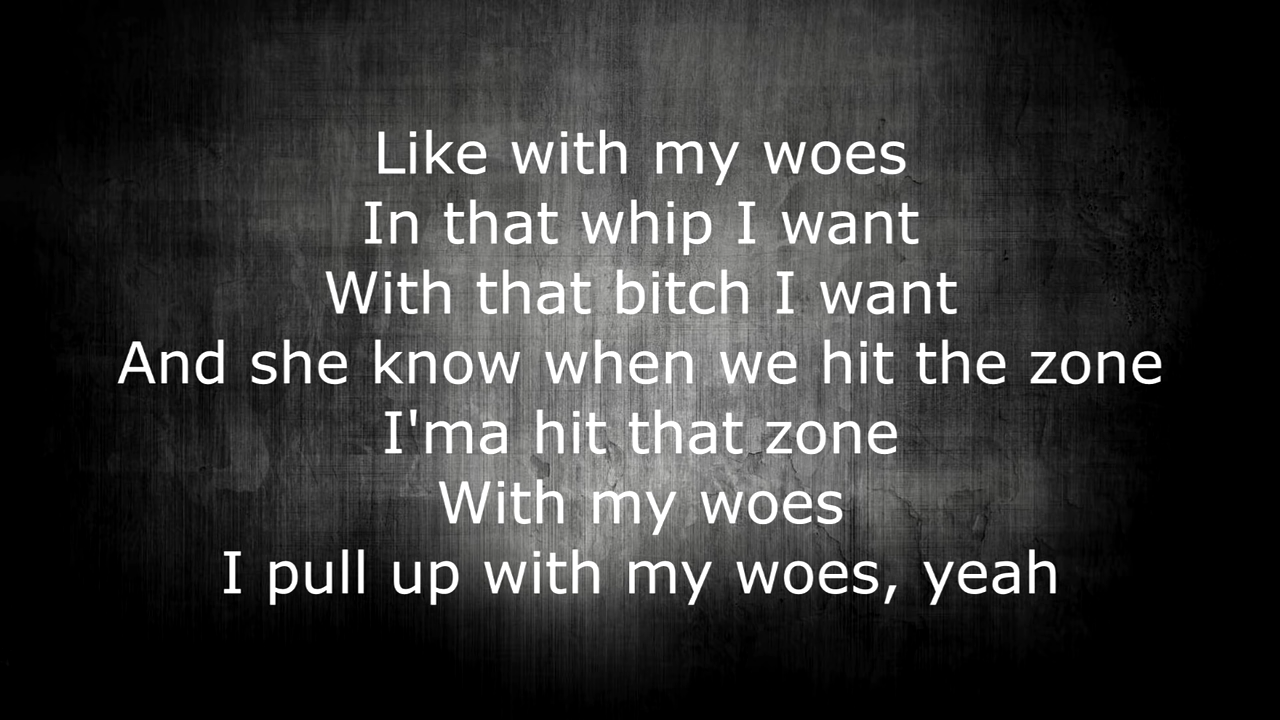 Like with my woes
In that whip I want
With that bitch I want
And she know when we hit the zone
I'ma hit that zone
With my woes
I pull up with my woes, yeah